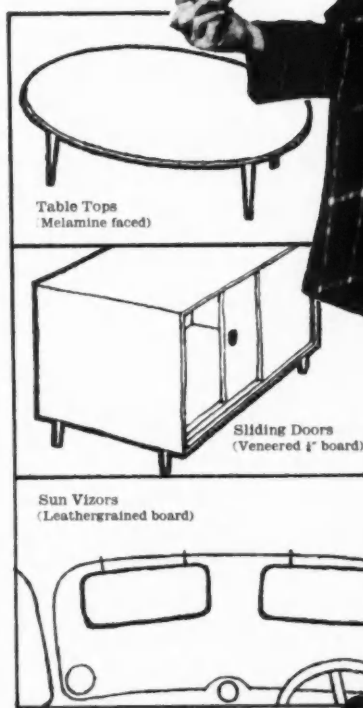 Table Tops
(Melamine faced)
Sliding Doors
(Veneered ¼" board)
Sun Vizors
(Leathergrained board)